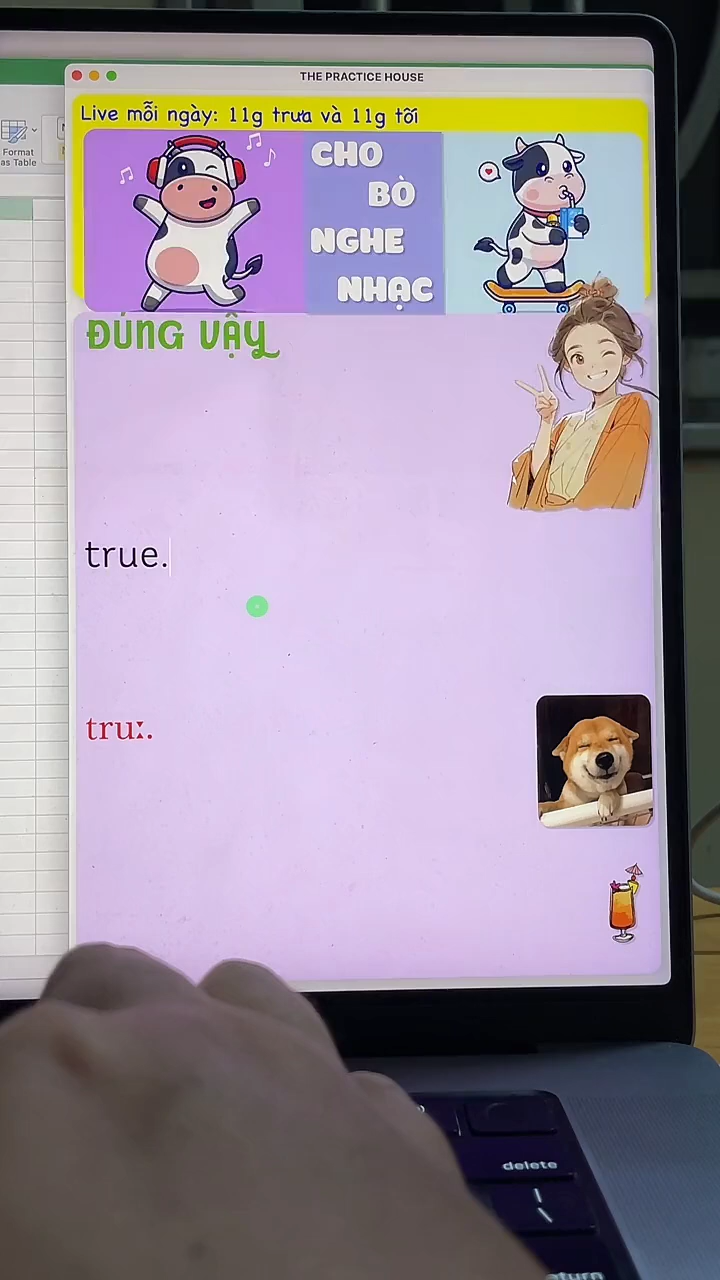 THE PRACTICE HOUSE
Live mỗi ngày: 11g trưa và 11g tối
Format
as Table
CHO
BÒ
NGHE
NHẠC
ĐÚNG VẬY
true.
truː.
delete